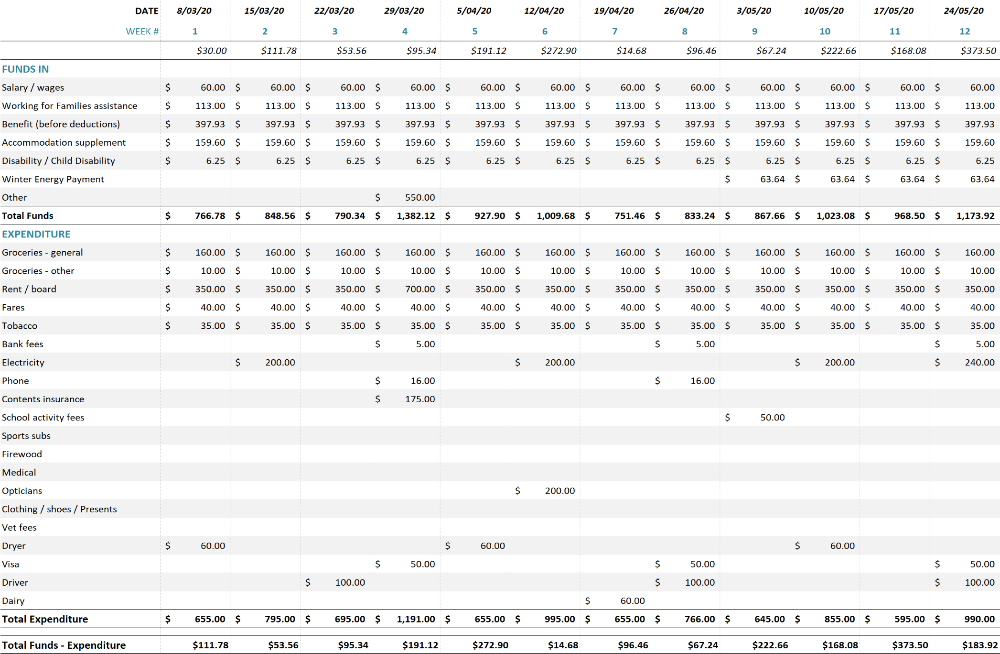 DATE 8/03/20 15/03/20 22/03/20 29/03/20 5/04/20 12/04/20 19/04/20 26/04/20 3/05/20 10/05/20 17/05/20 24/05/20
WEEK # 1 2 3 4 5 6 7 8 9 10 11 12
$30.00 $111.78 $53.56 $95.34 $191.12 $272.90 $14.68 $96.46 $67.24 $222.66 $168.08 $373.50
FUNDS IN
Salary / wages $ 60.00 $ 60.00 $ 60.00 $ 60.00 $ 60.00 $ 60.00 $ 60.00 $ 60.00 $ 60.00 $ 60.00 $ 60.00 $ 60.00
Working for Families assistance $ 113.00 $ 113.00 $ 113.00 $ 113.00 $ 113.00 $ 113.00 $ 113.00 $ 113.00 $ 113.00 $ 113.00 $ 113.00 $ 113.00
Benefit (before deductions) $ 397.93 $ 397.93 $ 397.93 $ 397.93 $ 397.93 $ 397.93 $ 397.93 $ 397.93 $ 397.93 $ 397.93 $ 397.93 $ 397.93
Accommodation supplement $ 159.60 $ 159.60 $ 159.60 $ 159.60 $ 159.60 $ 159.60 $ 159.60 $ 159.60 $ 159.60 $ 159.60 $ 159.60 $ 159.60
Disability / Child Disability $ 6.25 $ 6.25 $ 6.25 $ 6.25 $ 6.25 $ 6.25 $ 6.25 $ 6.25 $ 6.25 $ 6.25 $ 6.25 $ 6.25
Winter Energy Payment $ 63.64 $ 63.64 $ 63.64 $ 63.64
Other $ 550.00
Total Funds $ 766.78 $ 848.56 $ 790.34 $ 1,382.12 $ 927.90 $ 1,009.68 $ 751.46 $ 833.24 $ 867.66 $ 1,023.08 $ 968.50 $ 1,173.92
EXPENDITURE
Groceries - general $ 160.00 $ 160.00 $ 160.00 $ 160.00 $ 160.00 $ 160.00 $ 160.00 $ 160.00 $ 160.00 $ 160.00 $ 160.00 $ 160.00
Groceries - other $ 10.00 $ 10.00 $ 10.00 $ 10.00 $ 10.00 $ 10.00 $ 10.00 $ 10.00 $ 10.00 $ 10.00 $ 10.00 $ 10.00
Rent / board $ 350.00 $ 350.00 $ 350.00 $ 700.00 $ 350.00 $ 350.00 $ 350.00 $ 350.00 $ 350.00 $ 350.00 $ 350.00 $ 350.00
Fares $ 40.00 $ 40.00 $ 40.00 $ 40.00 $ 40.00 $ 40.00 $ 40.00 $ 40.00 $ 40.00 $ 40.00 $ 40.00 $ 40.00
Tobacco $ 35.00 $ 35.00 $ 35.00 $ 35.00 $ 35.00 $ 35.00 $ 35.00 $ 35.00 $ 35.00 $ 35.00 $ 35.00 $ 35.00
Bank fees $ 5.00 $ 5.00 $ 5.00
Electricity $ 200.00 $ 200.00 $ 200.00 $ 240.00
Phone $ 16.00 $ 16.00
Contents insurance $ 175.00
School activity fees $ 50.00
Sports subs
Firewood
Medical
Opticians $ 200.00
Clothing / shoes / Presents
Vet fees
Dryer $ 60.00 $ 60.00 $ 60.00
Visa $ 50.00 $ 50.00 $ 50.00
Driver $ 100.00 $ 100.00 $ 100.00
Dairy $ 60.00
Total Expenditure $ 655.00 $ 795.00 $ 695.00 $ 1,191.00 $ 655.00 $ 995.00 $ 655.00 $ 766.00 $ 645.00 $ 855.00 $ 595.00 $ 990.00
Total Funds - Expenditure $111.78 $53.56 $95.34 $191.12 $272.90 $14.68 $96.46 $67.24 $222.66 $168.08 $373.50 $183.92